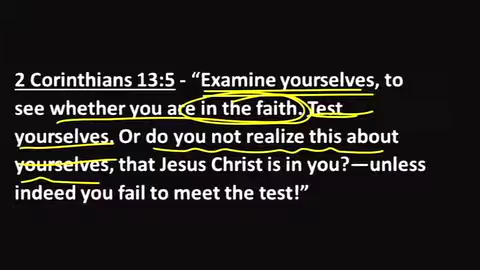 2 Corinthians 13:5 - “Examine yourselves, to
see whether you are in the faith. Test
yourselves. Or do you not realize this about
yourselves, that Jesus Christ is in you?—unless
indeed you fail to meet the test!”